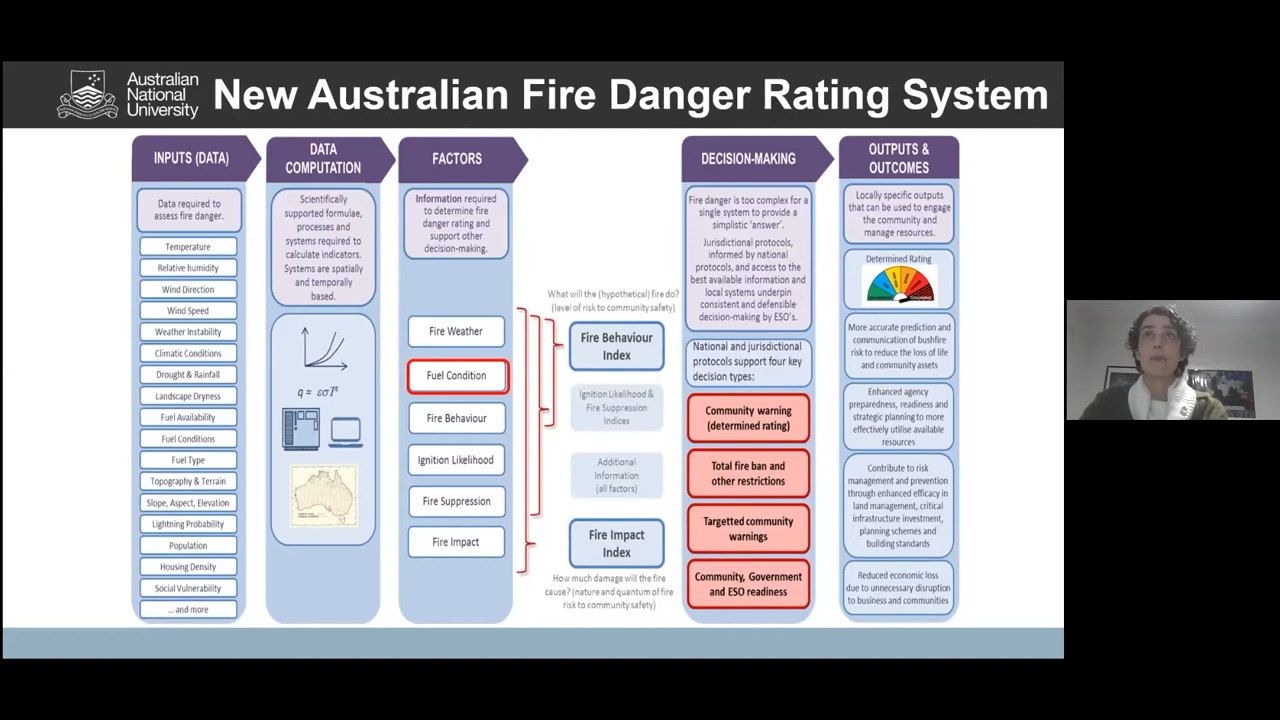 Australian
National
University
New Australian Fire Danger Rating System
INPUTS (DATA)
Data required to
assess fire danger.
Temperature
Relative humidity
Wind Direction
Wind Speed
Weather Instability
Climatic Conditions
Drought & Rainfall
Landscape Dryness
Fuel Availability
Fuel Conditions
Fuel Type
Topography & Terrain
Slope, Aspect, Elevation
Lightning Probability
Population
Housing Density
Social Vulnerability
... and more
DATA
COMPUTATION
Scientifically
supported formulae,
processes and
systems required to
calculate indicators.
Systems are spatially
and temporally
based.
q = εσT⁴
FACTORS
Information required
to determine fire
danger rating and
support other
decision-making.
Fire Weather
Fuel Condition
Fire Behaviour
Ignition Likelihood
Fire Suppression
Fire Impact
What will the (hypothetical) fire do?
(level of risk to community safety)
Fire Behaviour
Index
Ignition Likelihood &
Fire Suppression
Indices
Additional
Information
(all factors)
Fire Impact
Index
How much damage will the fire
cause? (nature and quantum of fire
risk to community safety)
DECISION-MAKING
Fire danger is too complex for a
single system to provide a
simplistic 'answer'.
Jurisdictional protocols,
informed by national
protocols, and access to the
best available information and
local systems underpin
consistent and defensible
decision-making by ESO's.
National and jurisdictional
protocols support four key
decision types:
Community warning
(determined rating)
Total fire ban and
other restrictions
Targetted community
warnings
Community, Government
and ESO readiness
OUTPUTS &
OUTCOMES
Locally specific outputs
that can be used to engage
the community and
manage resources.
Determined Rating
More accurate prediction and
communication of bushfire
risk to reduce the loss of life
and community assets
Enhanced agency
preparedness, readiness and
strategic planning to more
effectively utilise available
resources
Contribute to risk
management and prevention
through enhanced efficacy in
land management, critical
infrastructure investment,
planning schemes and
building standards
Reduced economic loss
due to unnecessary disruption
to business and communities